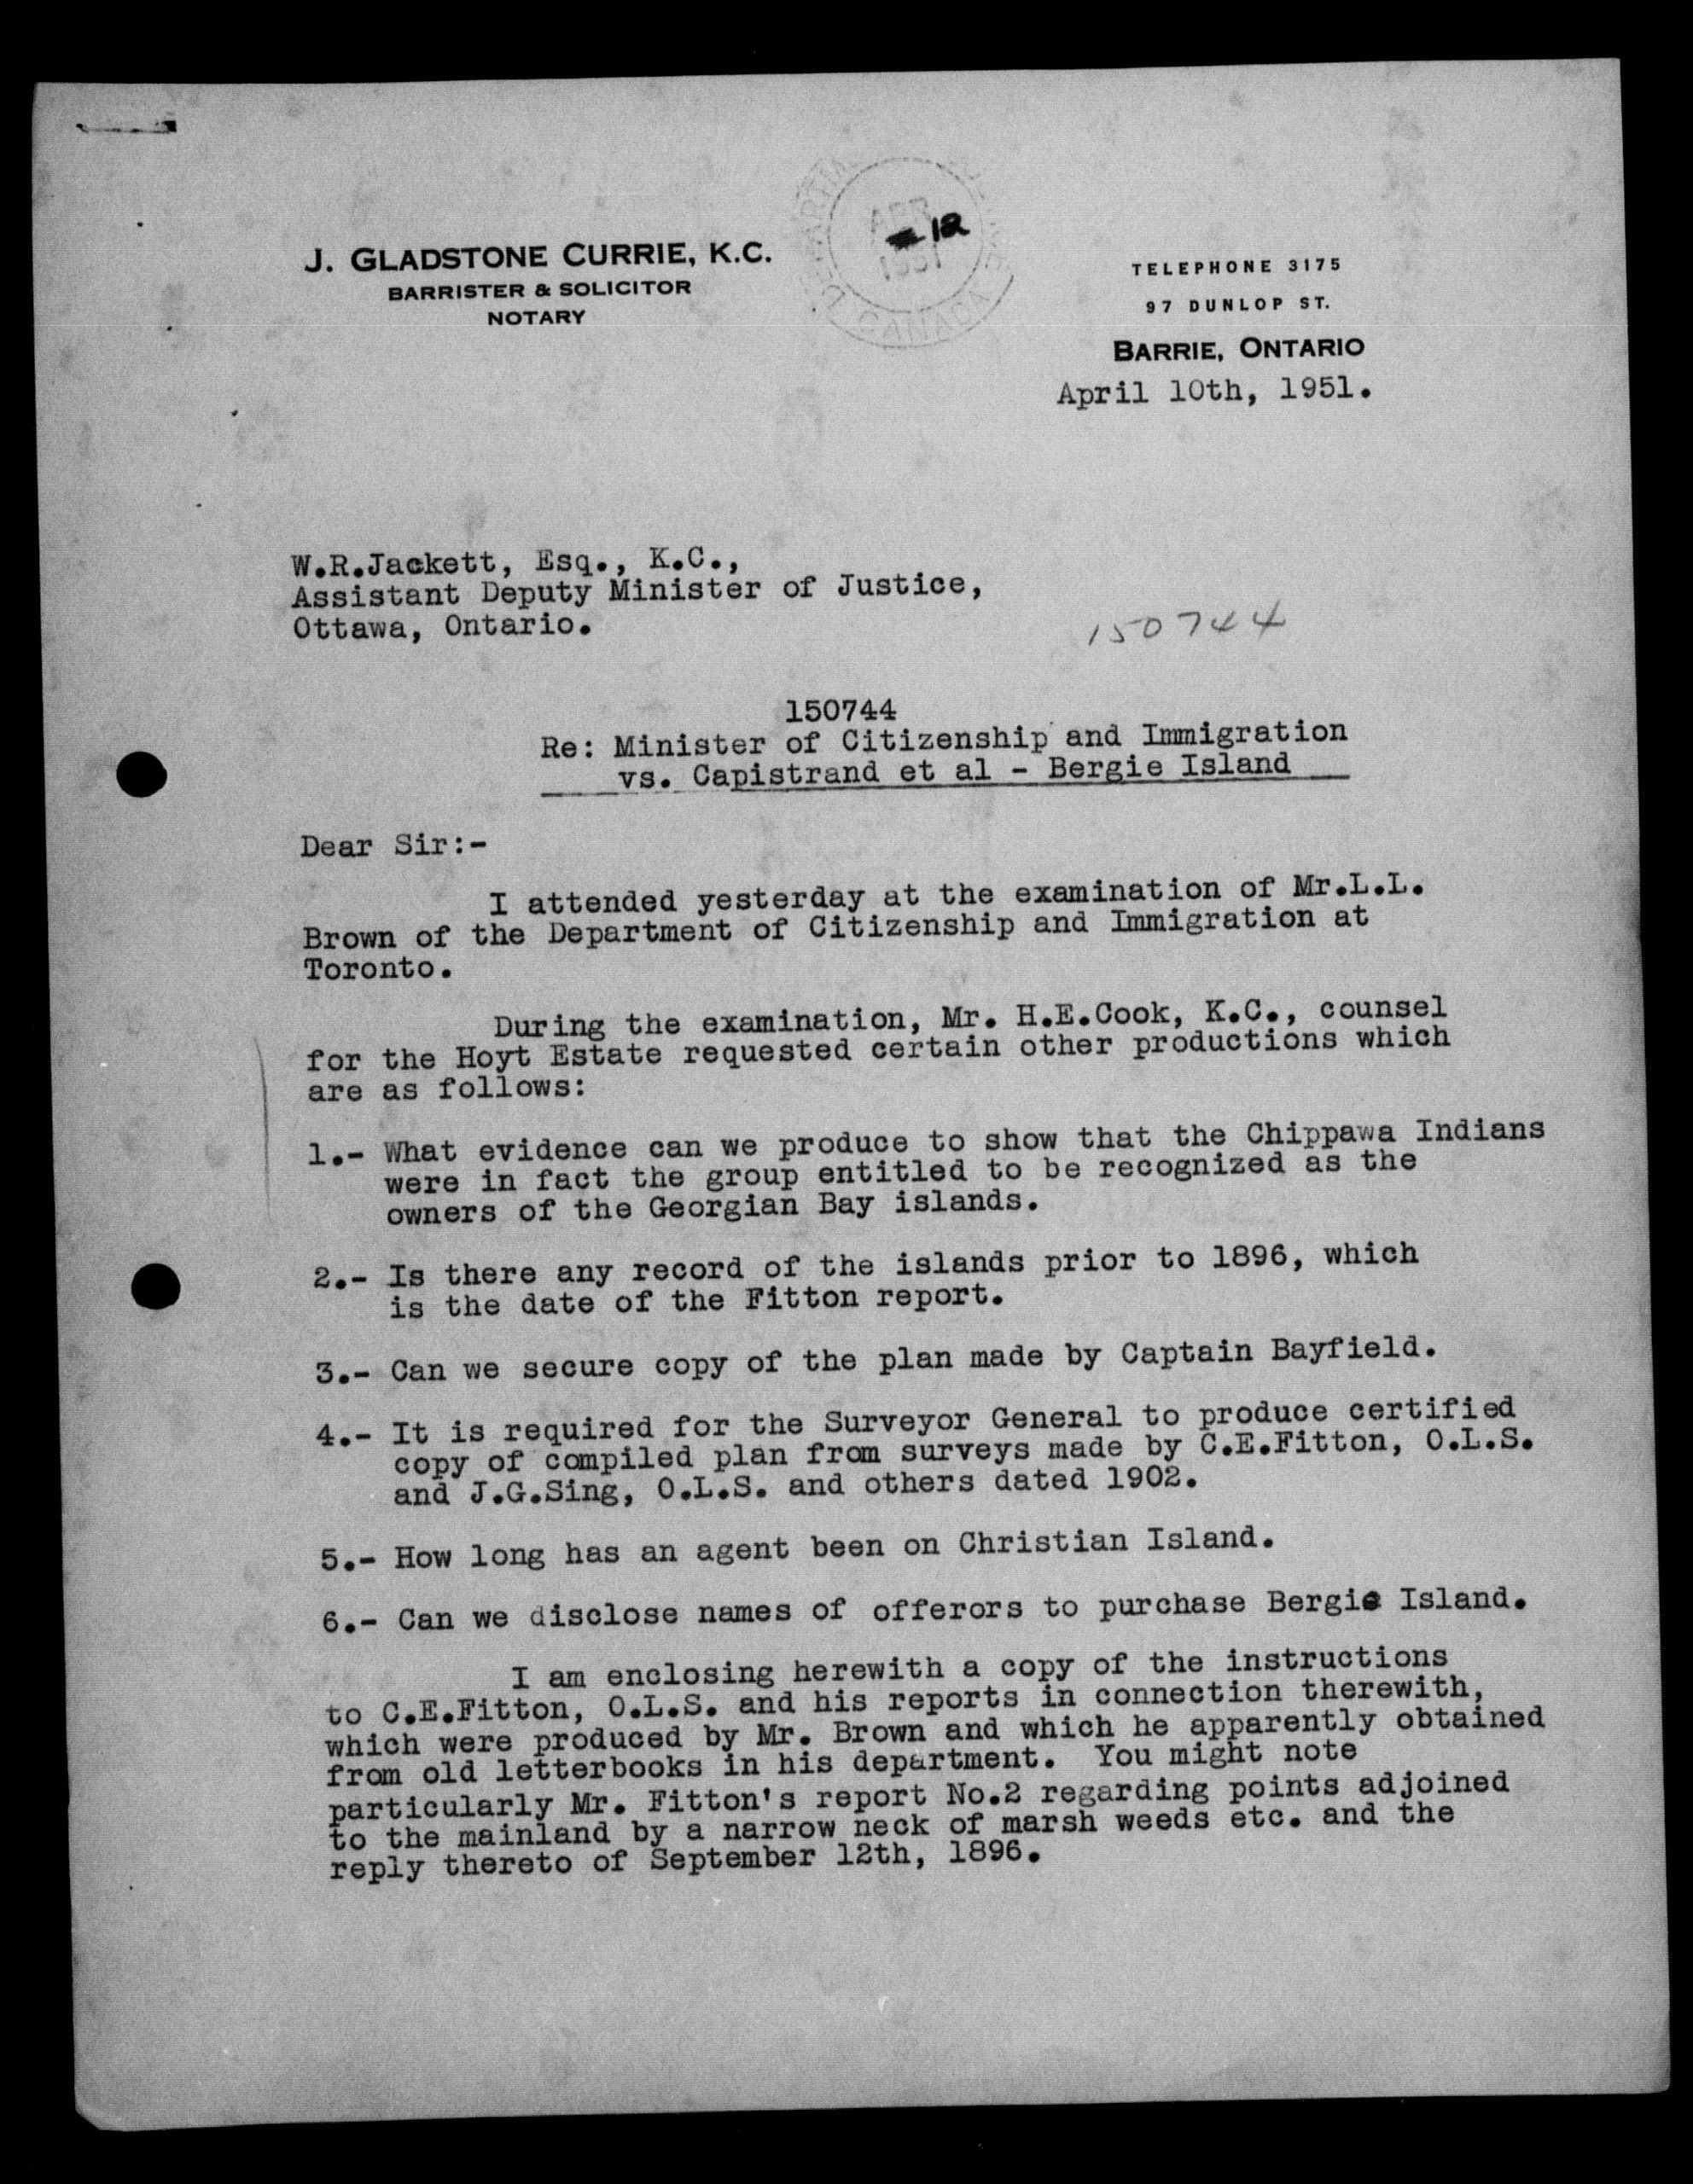 J. GLADSTONE CURRIE, K.C.
BARRISTER & SOLICITOR
NOTARY
APR 12
1951
CANADA
TELEPHONE 3175
97 DUNLOP ST.
BARRIE, ONTARIO
April 10th, 1951.
W.R.Jackett, Esq., K.C.,
Assistant Deputy Minister of Justice,
Ottawa, Ontario.
150744
150744
Re: Minister of Citizenship and Immigration
vs. Capistrand et al - Bergie Island
Dear Sir:-
I attended yesterday at the examination of Mr.L.L.
Brown of the Department of Citizenship and Immigration at
Toronto.
During the examination, Mr. H.E.Cook, K.C., counsel
for the Hoyt Estate requested certain other productions which
are as follows:
1.- What evidence can we produce to show that the Chippawa Indians
were in fact the group entitled to be recognized as the
owners of the Georgian Bay islands.
2.- Is there any record of the islands prior to 1896, which
is the date of the Fitton report.
3.- Can we secure copy of the plan made by Captain Bayfield.
4.- It is required for the Surveyor General to produce certified
copy of compiled plan from surveys made by C.E.Fitton, O.L.S.
and J.G.Sing, O.L.S. and others dated 1902.
5.- How long has an agent been on Christian Island.
6.- Can we disclose names of offerors to purchase Bergie Island.
I am enclosing herewith a copy of the instructions
to C.E.Fitton, O.L.S. and his reports in connection therewith,
which were produced by Mr. Brown and which he apparently obtained
from old letterbooks in his department. You might note
particularly Mr. Fitton's report No.2 regarding points adjoined
to the mainland by a narrow neck of marsh weeds etc. and the
reply thereto of September 12th, 1896.